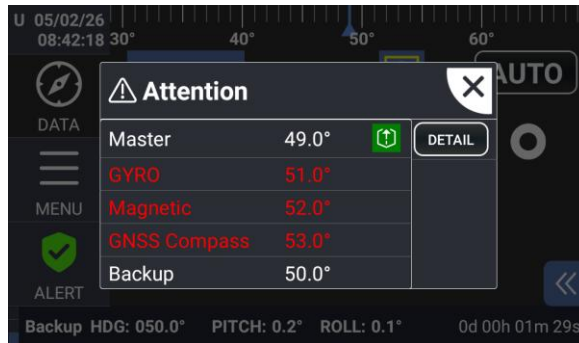 U 05/02/26
08:42:18
30° 40° 50° 60°
AUTO
Attention
DATA
Master 49.0° DETAIL
GYRO 51.0°
MENU
Magnetic 52.0°
GNSS Compass 53.0°
Backup 50.0°
ALERT
Backup HDG: 050.0° PITCH: 0.2° ROLL: 0.1° 0d 00h 01m 29s